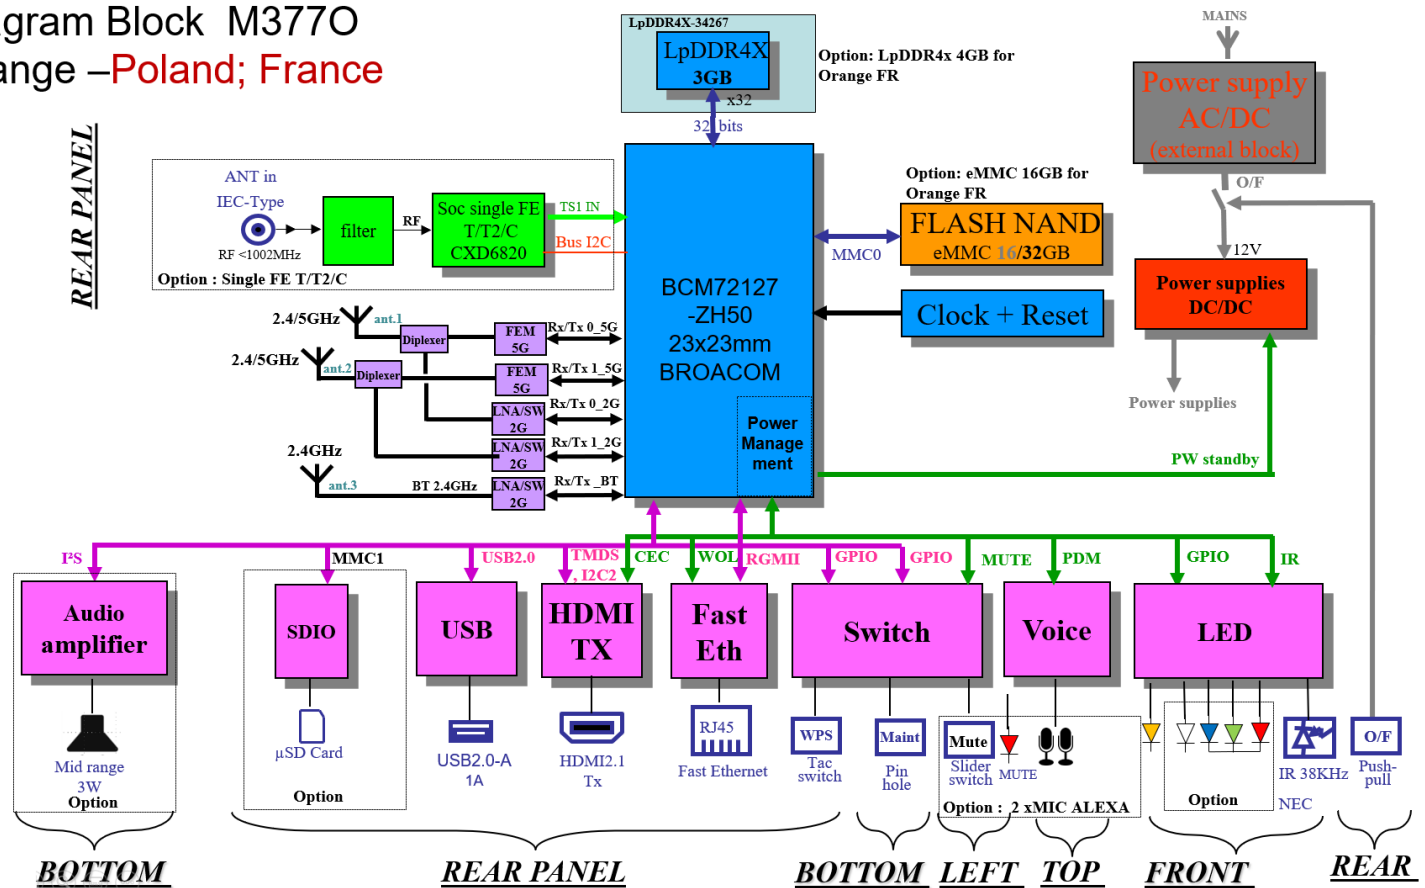 gram Block M377O
ange –Poland; France
REAR PANEL
LpDDR4X-34267
LpDDR4X
3GB
x32
32 bits
Option: LpDDR4x 4GB for
Orange FR
MAINS
Power supply
AC/DC
(external block)
O/F
12V
Power supplies
DC/DC
Power supplies
PW standby
ANT in
IEC-Type
RF <1002MHz
filter
RF
Soc single FE
T/T2/C
CXD6820
TS1 IN
Bus I2C
Option : Single FE T/T2/C
BCM72127
-ZH50
23x23mm
BROACOM
Power
Manage
ment
Option: eMMC 16GB for
Orange FR
FLASH NAND
eMMC 16/32GB
MMC0
Clock + Reset
2.4/5GHz
ant.1
Diplexer
FEM
5G
Rx/Tx 0_5G
2.4/5GHz
ant.2
Diplexer
FEM
5G
Rx/Tx 1_5G
LNA/SW
2G
Rx/Tx 0_2G
LNA/SW
2G
Rx/Tx 1_2G
2.4GHz
ant.3
BT 2.4GHz
LNA/SW
2G
Rx/Tx _BT
I²S
MMC1
USB2.0
TMDS
, I2C2
CEC
WOL
RGMII
GPIO
GPIO
MUTE
PDM
GPIO
IR
Audio
amplifier
SDIO
USB
HDMI
TX
Fast
Eth
Switch
Voice
LED
Mid range
3W
Option
µSD Card
Option
USB2.0-A
1A
HDMI2.1
Tx
RJ45
Fast Ethernet
WPS
Tac
switch
Maint
Pin
hole
Mute
Slider
switch
MUTE
Option : 2 xMIC ALEXA
Option
IR 38KHz
NEC
O/F
Push-
pull
BOTTOM
REAR PANEL
BOTTOM
LEFT
TOP
FRONT
REAR